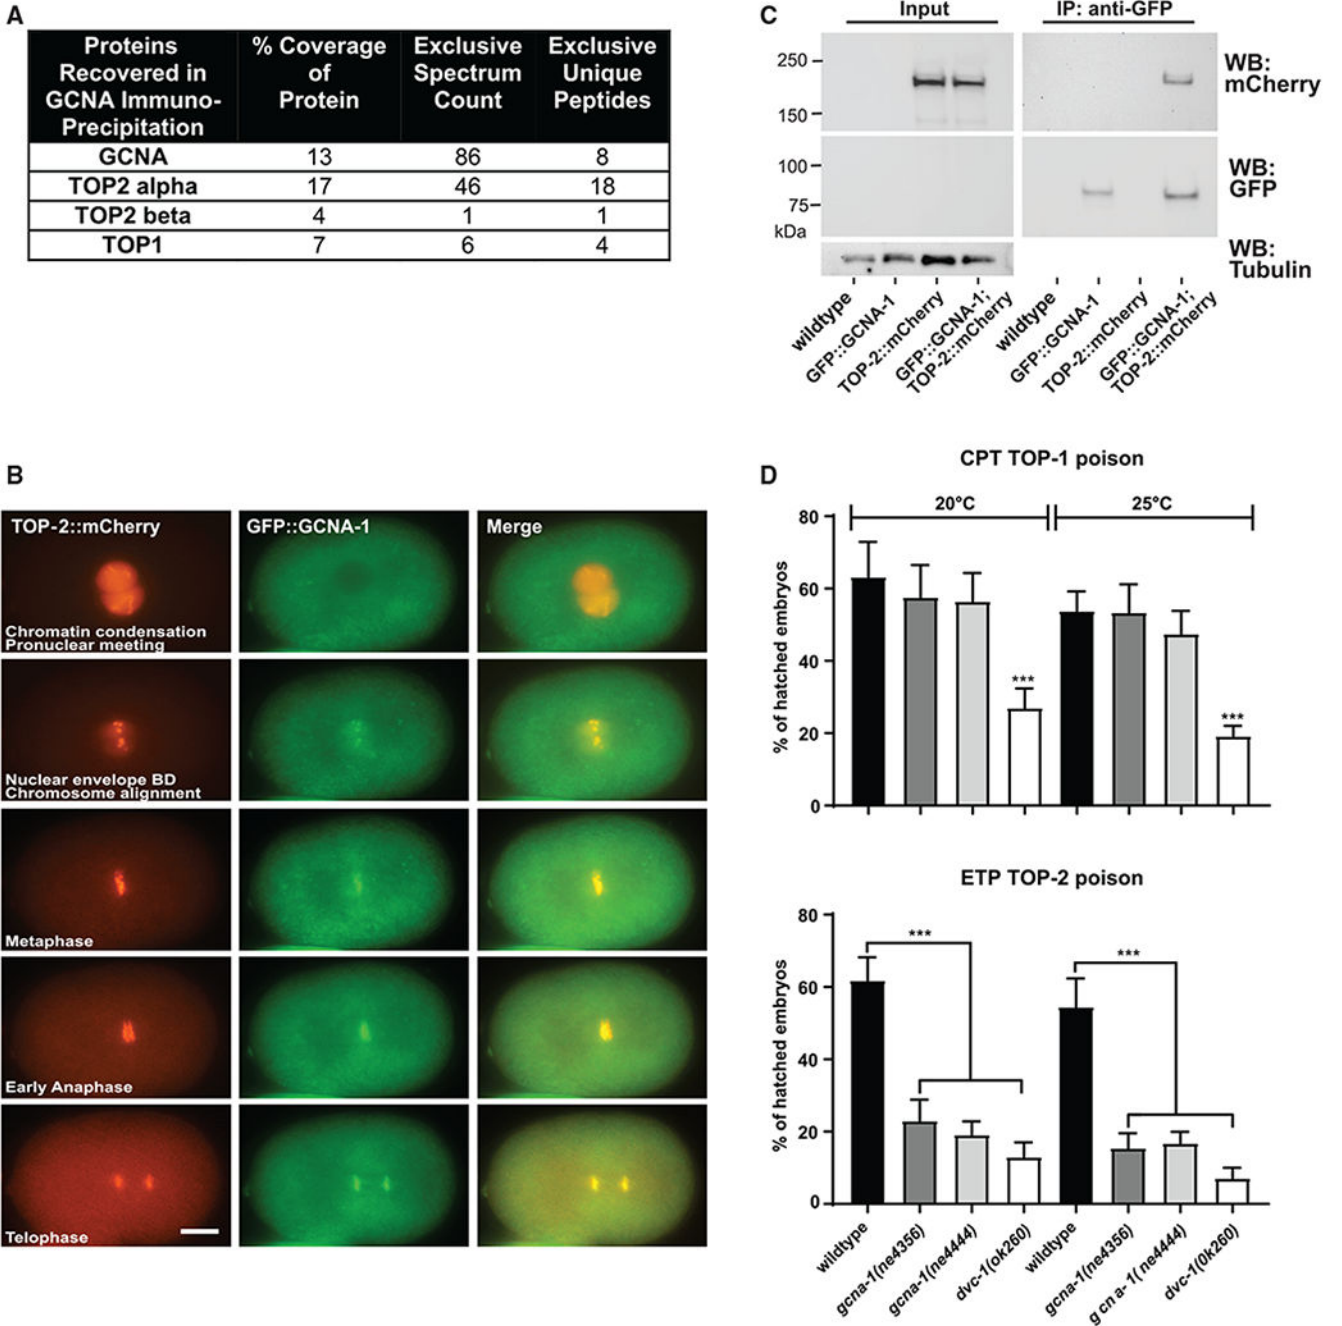 A
Proteins Recovered in GCNA Immuno-Precipitation
% Coverage of Protein
Exclusive Spectrum Count
Exclusive Unique Peptides
GCNA 13 86 8
TOP2 alpha 17 46 18
TOP2 beta 4 1 1
TOP1 7 6 4
B
TOP-2::mCherry
GFP::GCNA-1
Merge
Chromatin condensation
Pronuclear meeting
Nuclear envelope BD
Chromosome alignment
Metaphase
Early Anaphase
Telophase
C
Input
IP: anti-GFP
250
150
WB:
mCherry
100
75
kDa
WB:
GFP
WB:
Tubulin
wildtype
GFP::GCNA-1
TOP-2::mCherry
GFP::GCNA-1;
TOP-2::mCherry
wildtype
GFP::GCNA-1
TOP-2::mCherry
GFP::GCNA-1;
TOP-2::mCherry
D
CPT TOP-1 poison
20°C
25°C
% of hatched embryos
80
60
40
20
0
***
***
ETP TOP-2 poison
% of hatched embryos
80
60
40
20
0
***
***
wildtype
gcna-1(ne4356)
gcna-1(ne4444)
dvc-1(ok260)
wildtype
gcna-1(ne4356)
g cn a- 1( ne4444)
dvc-1(0k260)